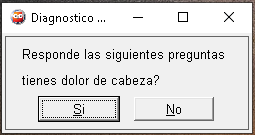 Diagnostico ...
Responde las siguientes preguntas
tienes dolor de cabeza?
Si
No